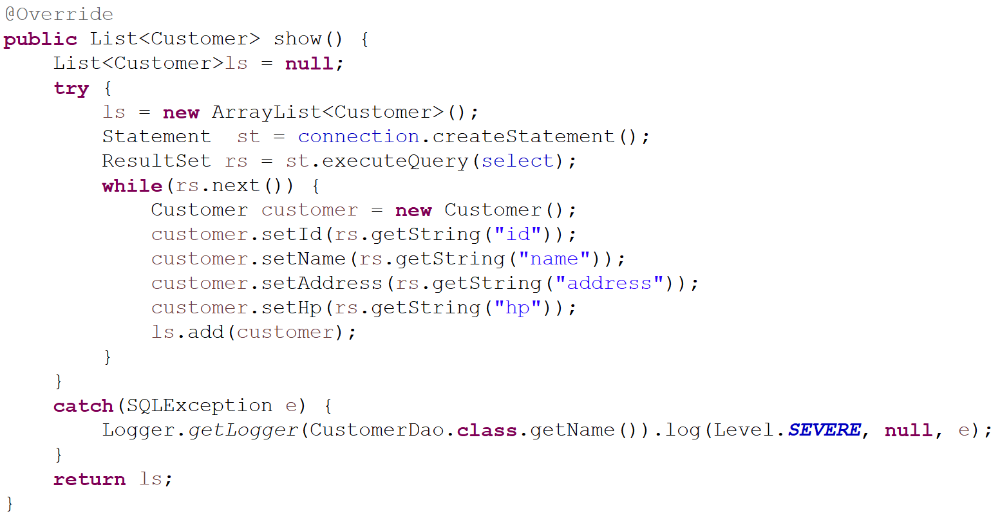 @Override
public List<Customer> show() {
    List<Customer>ls = null;
    try {
        ls = new ArrayList<Customer>();
        Statement  st = connection.createStatement();
        ResultSet rs = st.executeQuery(select);
        while(rs.next()) {
            Customer customer = new Customer();
            customer.setId(rs.getString("id"));
            customer.setName(rs.getString("name"));
            customer.setAddress(rs.getString("address"));
            customer.setHp(rs.getString("hp"));
            ls.add(customer);
        }
    }
    catch(SQLException e) {
        Logger.getLogger(CustomerDao.class.getName()).log(Level.SEVERE, null, e);
    }
    return ls;
}